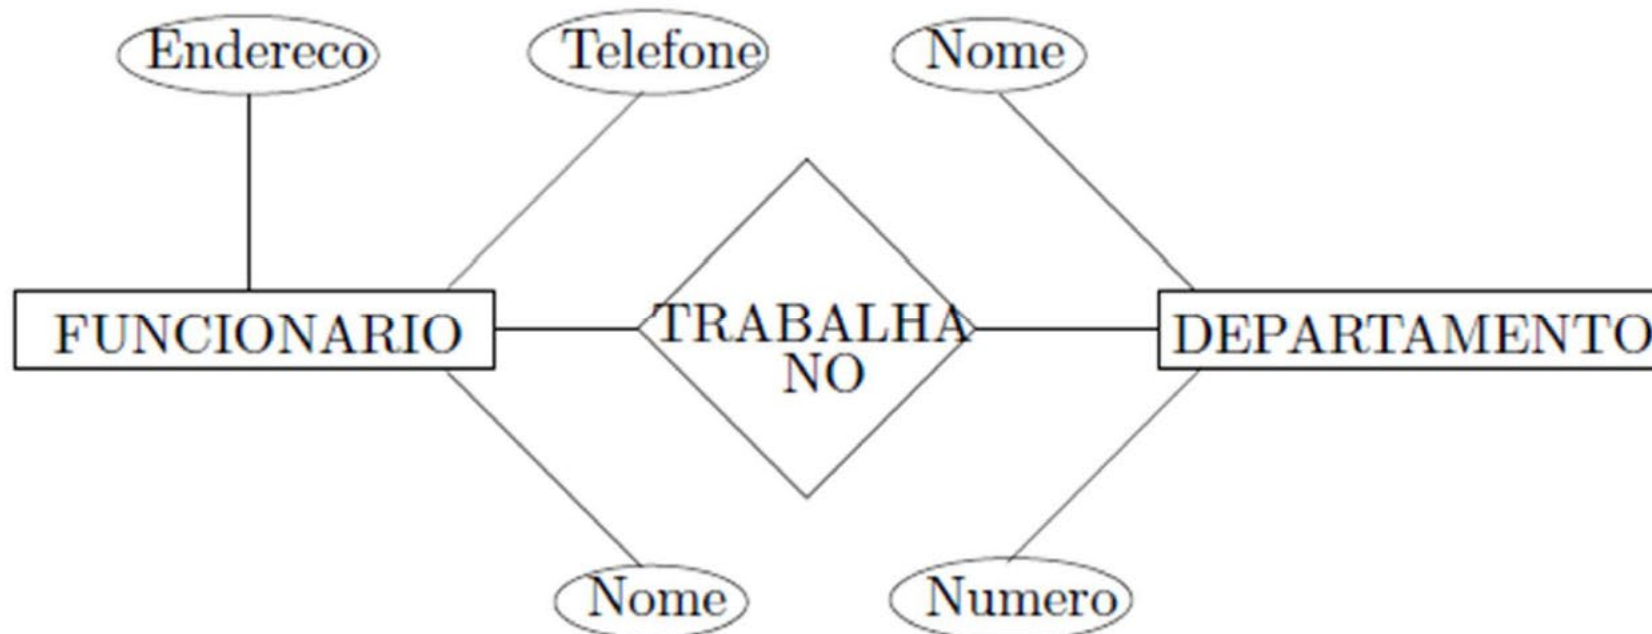 Endereco
Telefone
Nome
FUNCIONARIO
TRABALHA
NO
DEPARTAMENTO
Nome
Numero